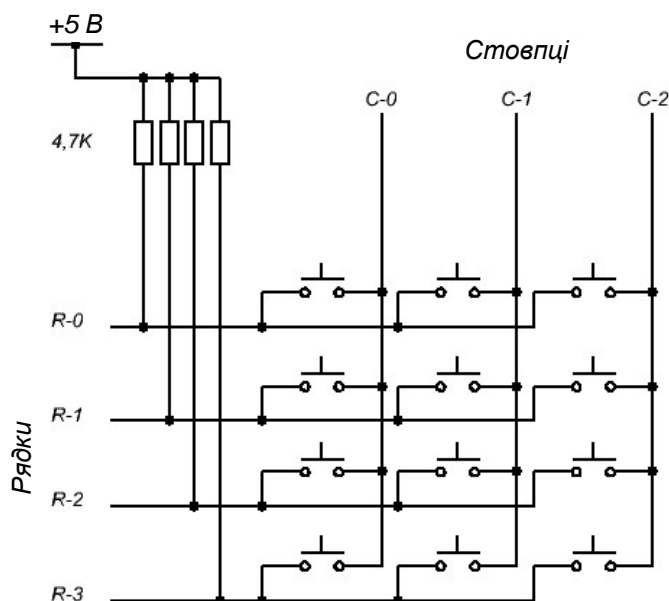 +5 В
Стовпці
C-0
C-1
C-2
4,7K
R-0
R-1
R-2
R-3
Рядки